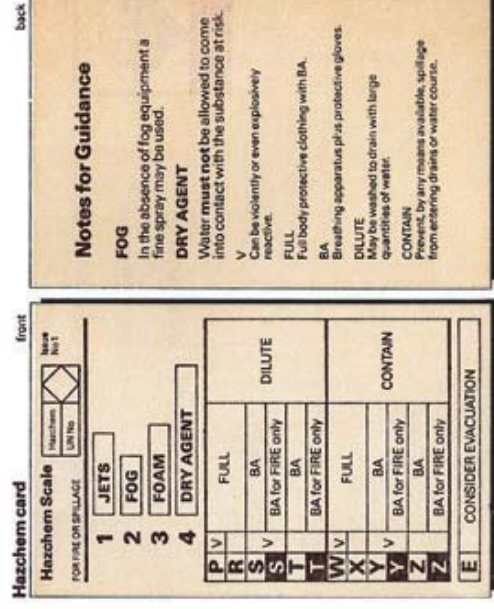 Hazchem card
front
Hazchem Scale
Hazchem
UN No
Issue
No 1
FOR FIRE OR SPILLAGE
1 JETS
2 FOG
3 FOAM
4 DRY AGENT
P V FULL DILUTE
R
S V BA
S BA for FIRE only
T BA
T BA for FIRE only
W V FULL CONTAIN
X
Y V BA
Y BA for FIRE only
Z BA
Z BA for FIRE only
E CONSIDER EVACUATION
back
Notes for Guidance
FOG
In the absence of fog equipment a
fine spray may be used.
DRY AGENT
Water must not be allowed to come
into contact with the substance at risk.
V
Can be violently or even explosively
reactive.
FULL
Full body protective clothing with BA.
BA
Breathing apparatus plus protective gloves.
DILUTE
May be washed to drain with large
quantities of water.
CONTAIN
Prevent, by any means available, spillage
from entering drains or water course.